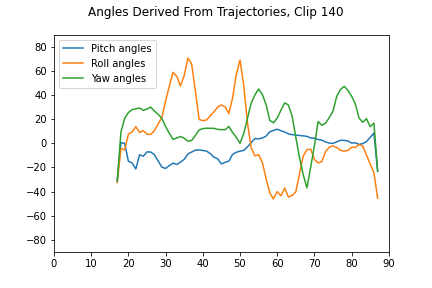 Angles Derived From Trajectories, Clip 140
Pitch angles
Roll angles
Yaw angles
80
60
40
20
0
−20
−40
−60
−80
0 10 20 30 40 50 60 70 80 90